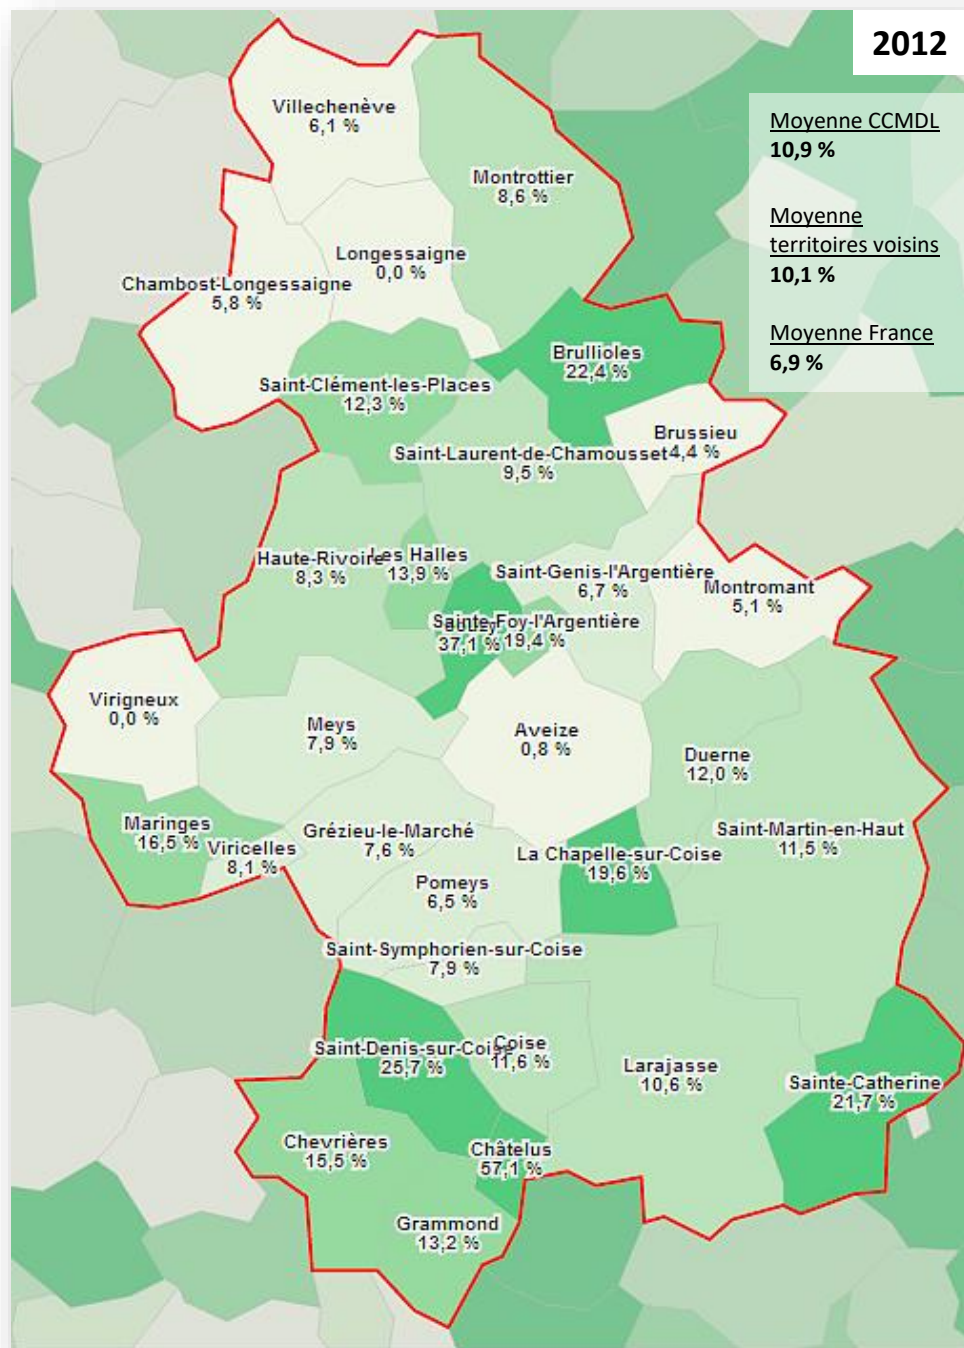 2012
Moyenne CCMDL
10,9 %
Moyenne
territoires voisins
10,1 %
Moyenne France
6,9 %
Villechenève
6,1 %
Montrottier
8,6 %
Longessaigne
0,0 %
Chambost-Longessaigne
5,8 %
Brullioles
22,4 %
Saint-Clément-les-Places
12,3 %
Brussieu
4,4 %
Saint-Laurent-de-Chamousset
9,5 %
Haute-Rivoire
8,3 %
Les Halles
13,9 %
Saint-Genis-l'Argentière
6,7 %
Montromant
5,1 %
Sainte-Foy-l'Argentière
19,4 %
37,1 %
Virigneux
0,0 %
Meys
7,9 %
Aveize
0,8 %
Duerne
12,0 %
Maringes
16,5 %
Viricelles
8,1 %
Grézieu-le-Marché
7,6 %
La Chapelle-sur-Coise
19,6 %
Saint-Martin-en-Haut
11,5 %
Pomeys
6,5 %
Saint-Symphorien-sur-Coise
7,9 %
Saint-Denis-sur-Coise
25,7 %
Coise
11,6 %
Larajasse
10,6 %
Sainte-Catherine
21,7 %
Chevrières
15,5 %
Châtelus
57,1 %
Grammond
13,2 %